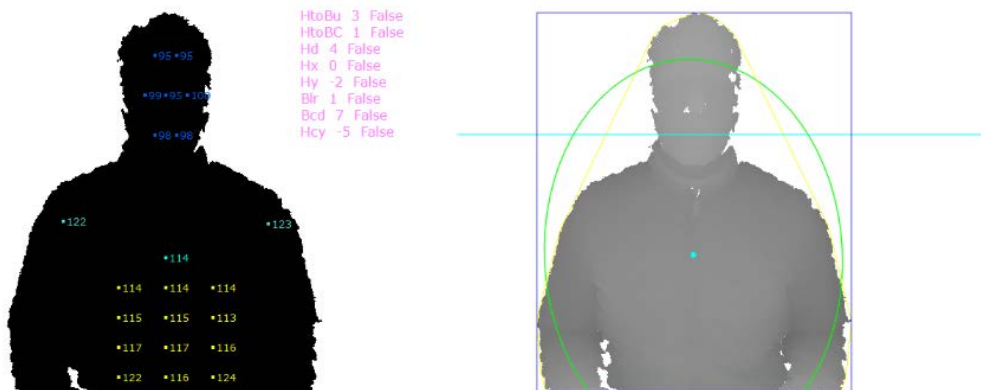 HtoBu 3 False
HtoBC 1 False
Hd 4 False
Hx 0 False
Hy -2 False
Blr 1 False
Bcd 7 False
Hcy -5 False
95 95
99 95 100
98 98
122 123
114
114 114 114
115 115 113
117 117 116
122 116 124